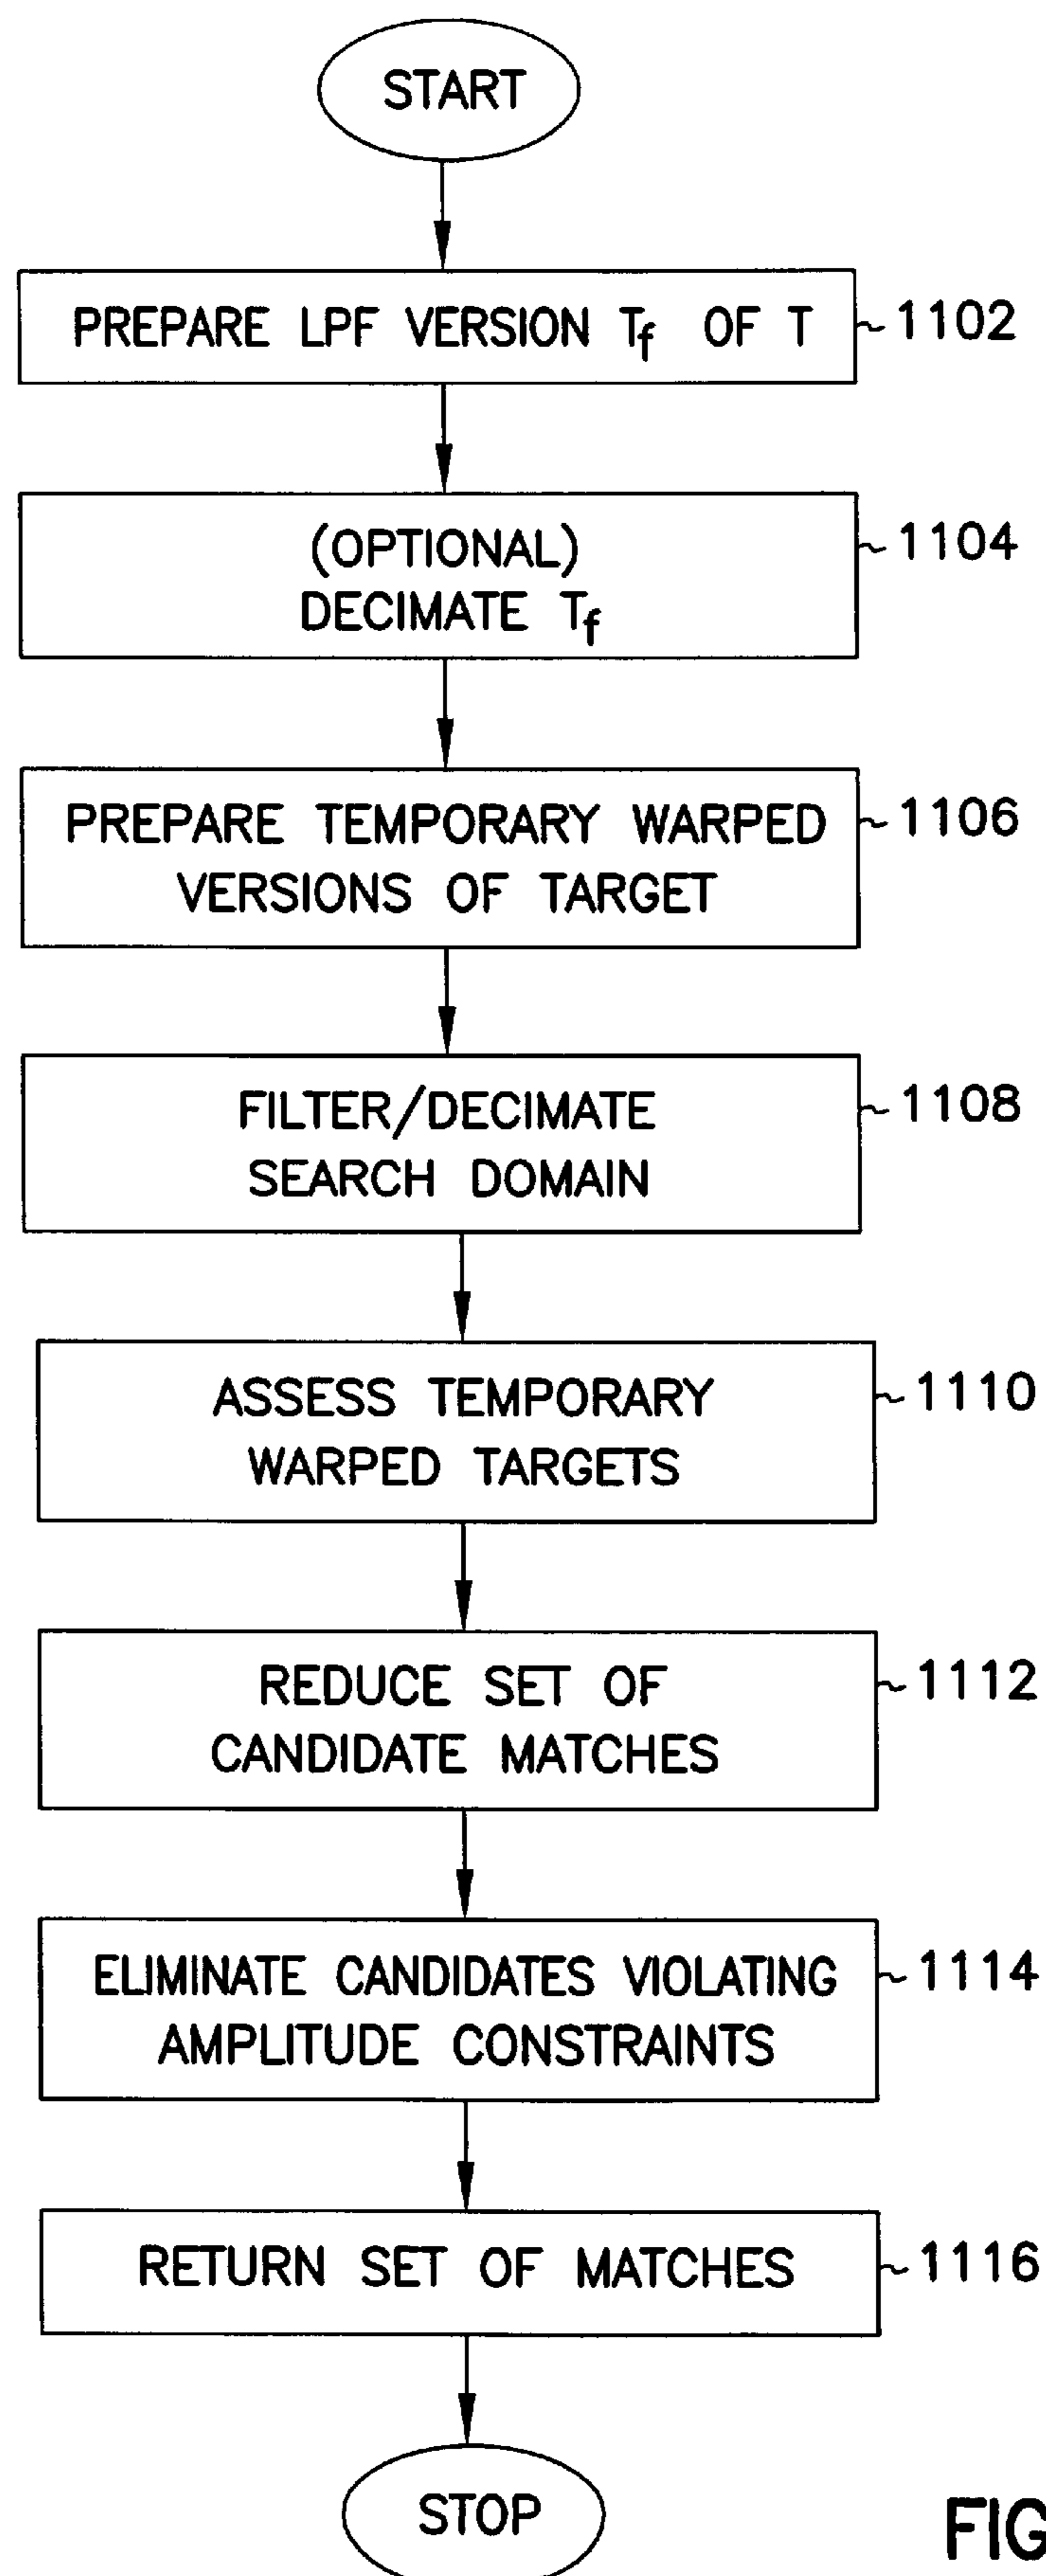 START
PREPARE LPF VERSION Tf OF T
1102
(OPTIONAL)
1104
DECIMATE Tf
PREPARE TEMPORARY WARPED
1106
VERSIONS OF TARGET
FILTER/DECIMATE
1108
SEARCH DOMAIN
ASSESS TEMPORARY
1110
WARPED TARGETS
REDUCE SET OF
1112
CANDIDATE MATCHES
ELIMINATE CANDIDATES VIOLATING
1114
AMPLITUDE CONSTRAINTS
RETURN SET OF MATCHES
1116
STOP
FIG